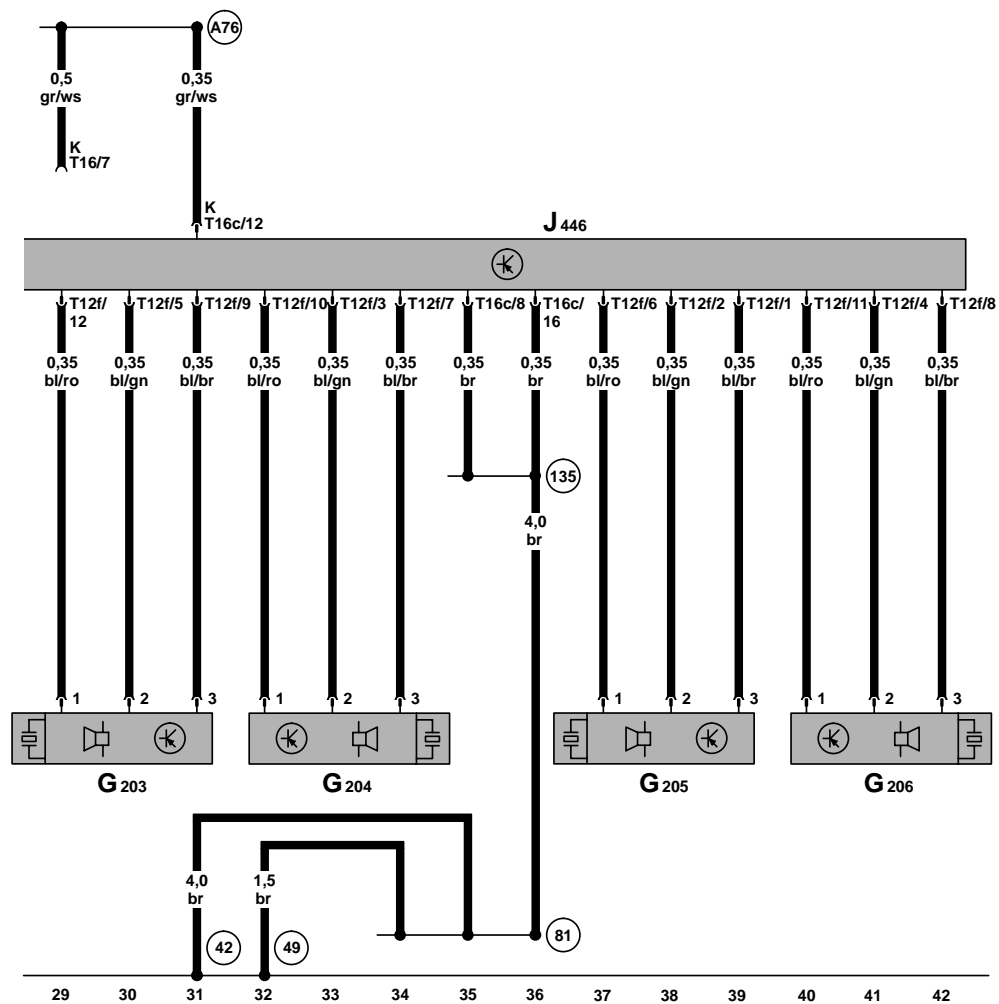 A76
0,5
gr/ws
0,35
gr/ws
K
T16/7
K
T16c/12
J 446
T12f/
12
T12f/5
T12f/9
T12f/10
T12f/3
T12f/7
T16c/8
T16c/
16
T12f/6
T12f/2
T12f/1
T12f/11
T12f/4
T12f/8
0,35
bl/ro
0,35
bl/gn
0,35
bl/br
0,35
bl/ro
0,35
bl/gn
0,35
bl/br
0,35
br
0,35
br
0,35
bl/ro
0,35
bl/gn
0,35
bl/br
0,35
bl/ro
0,35
bl/gn
0,35
bl/br
135
4,0
br
1 2 3 1 2 3 1 2 3 1 2 3
G 203 G 204 G 205 G 206
4,0
br
1,5
br
42 49 81
29 30 31 32 33 34 35 36 37 38 39 40 41 42